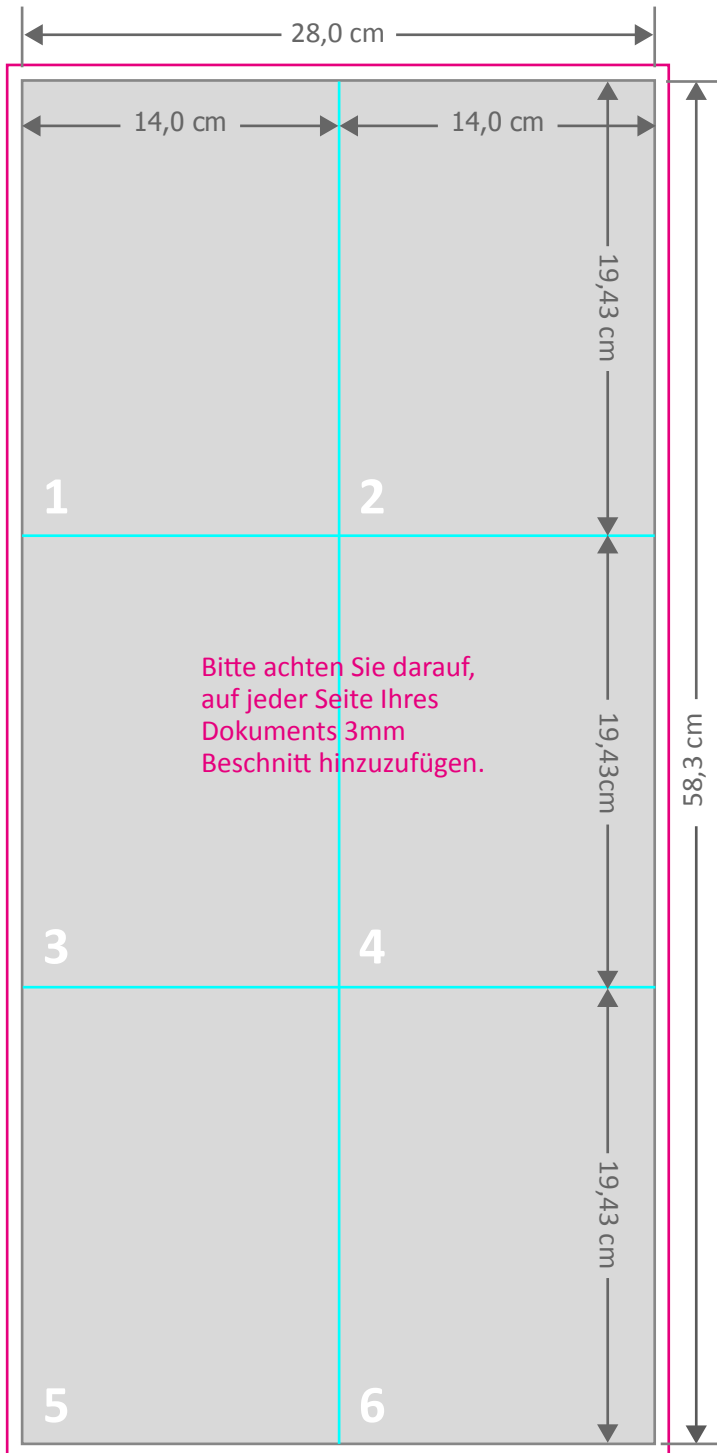 28,0 cm
14,0 cm
14,0 cm
19,43 cm
1
2
Bitte achten Sie darauf,
auf jeder Seite Ihres
Dokuments 3mm
Beschnitt hinzuzufügen.
19,43cm
58,3 cm
3
4
19,43 cm
5
6